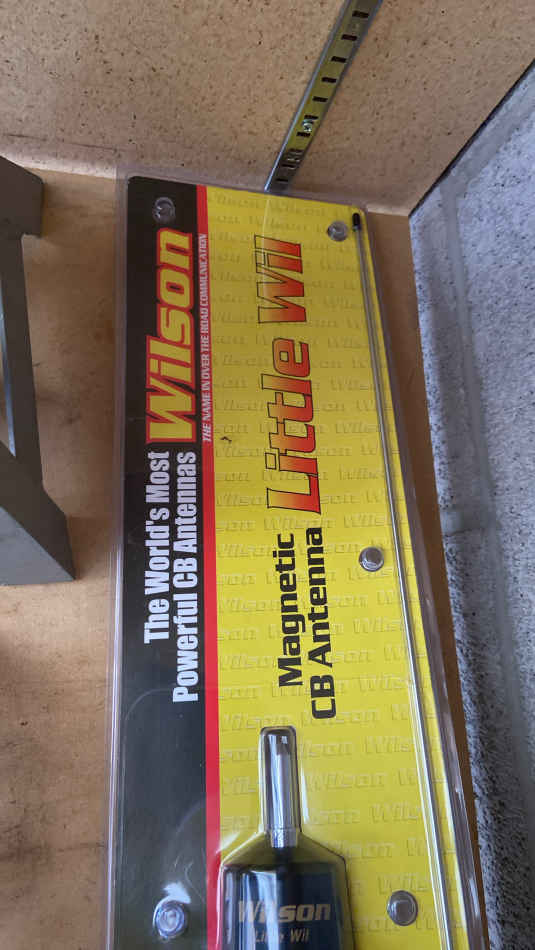 The World's Most
Powerful CB Antennas
Wilson
THE NAME IN OVER THE ROAD COMMUNICATION
Little Wil
Magnetic
CB Antenna
Wilson
Little Wil